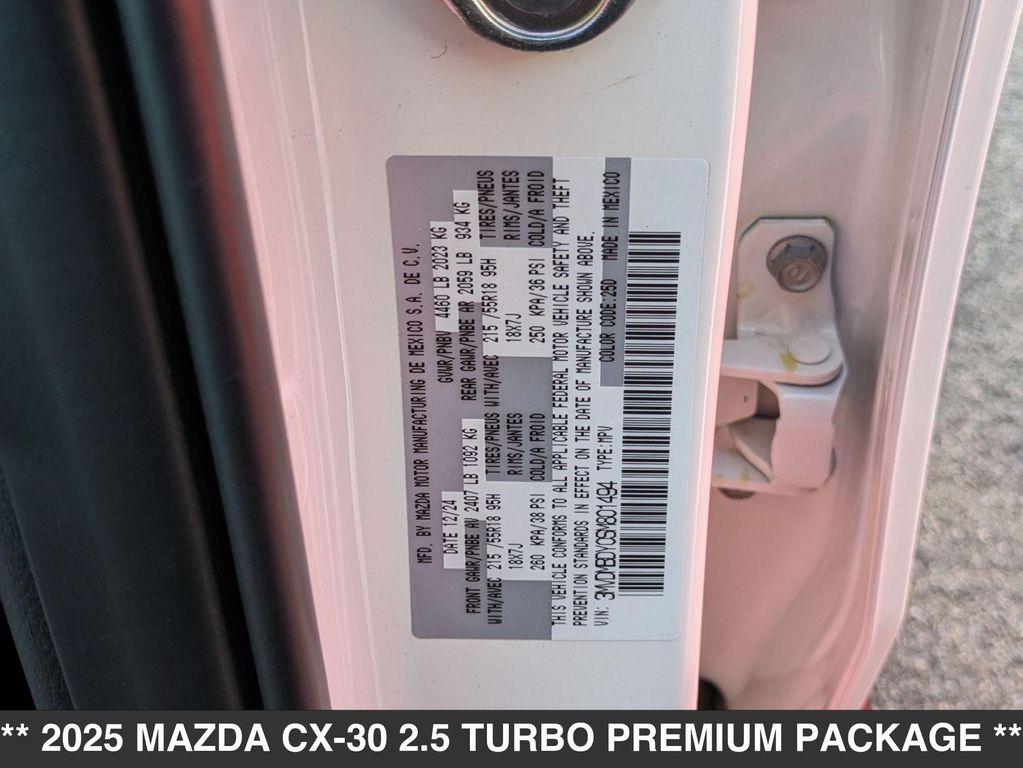 MFD. BY MAZDA MOTOR MANUFACTURING DE MEXICO S.A. DE C.V.
DATE 12/24 GVWR/PNBV 4460 LB 2023 KG
FRONT GAWR/PNBE AV 2407 LB 1092 KG REAR GAWR/PNBE AR 2059 LB 934 KG
WITH/AVEC 215 /55R18 95H TIRES/PNEUS WITH/AVEC 215 /55R18 95H TIRES/PNEUS
18X7J RIMS/JANTES 18X7J RIMS/JANTES
260 KPA/38 PSI COLD/A FROID 250 KPA/36 PSI COLD/A FROID
THIS VEHICLE CONFORMS TO ALL APPLICABLE FEDERAL MOTOR VEHICLE SAFETY AND THEFT
PREVENTION STANDARDS IN EFFECT ON THE DATE OF MANUFACTURE SHOWN ABOVE.
VIN: 3MVDMBDY0SM801494 TYPE:MPV COLOR CODE:26D MADE IN MEXICO
** 2025 MAZDA CX-30 2.5 TURBO PREMIUM PACKAGE **